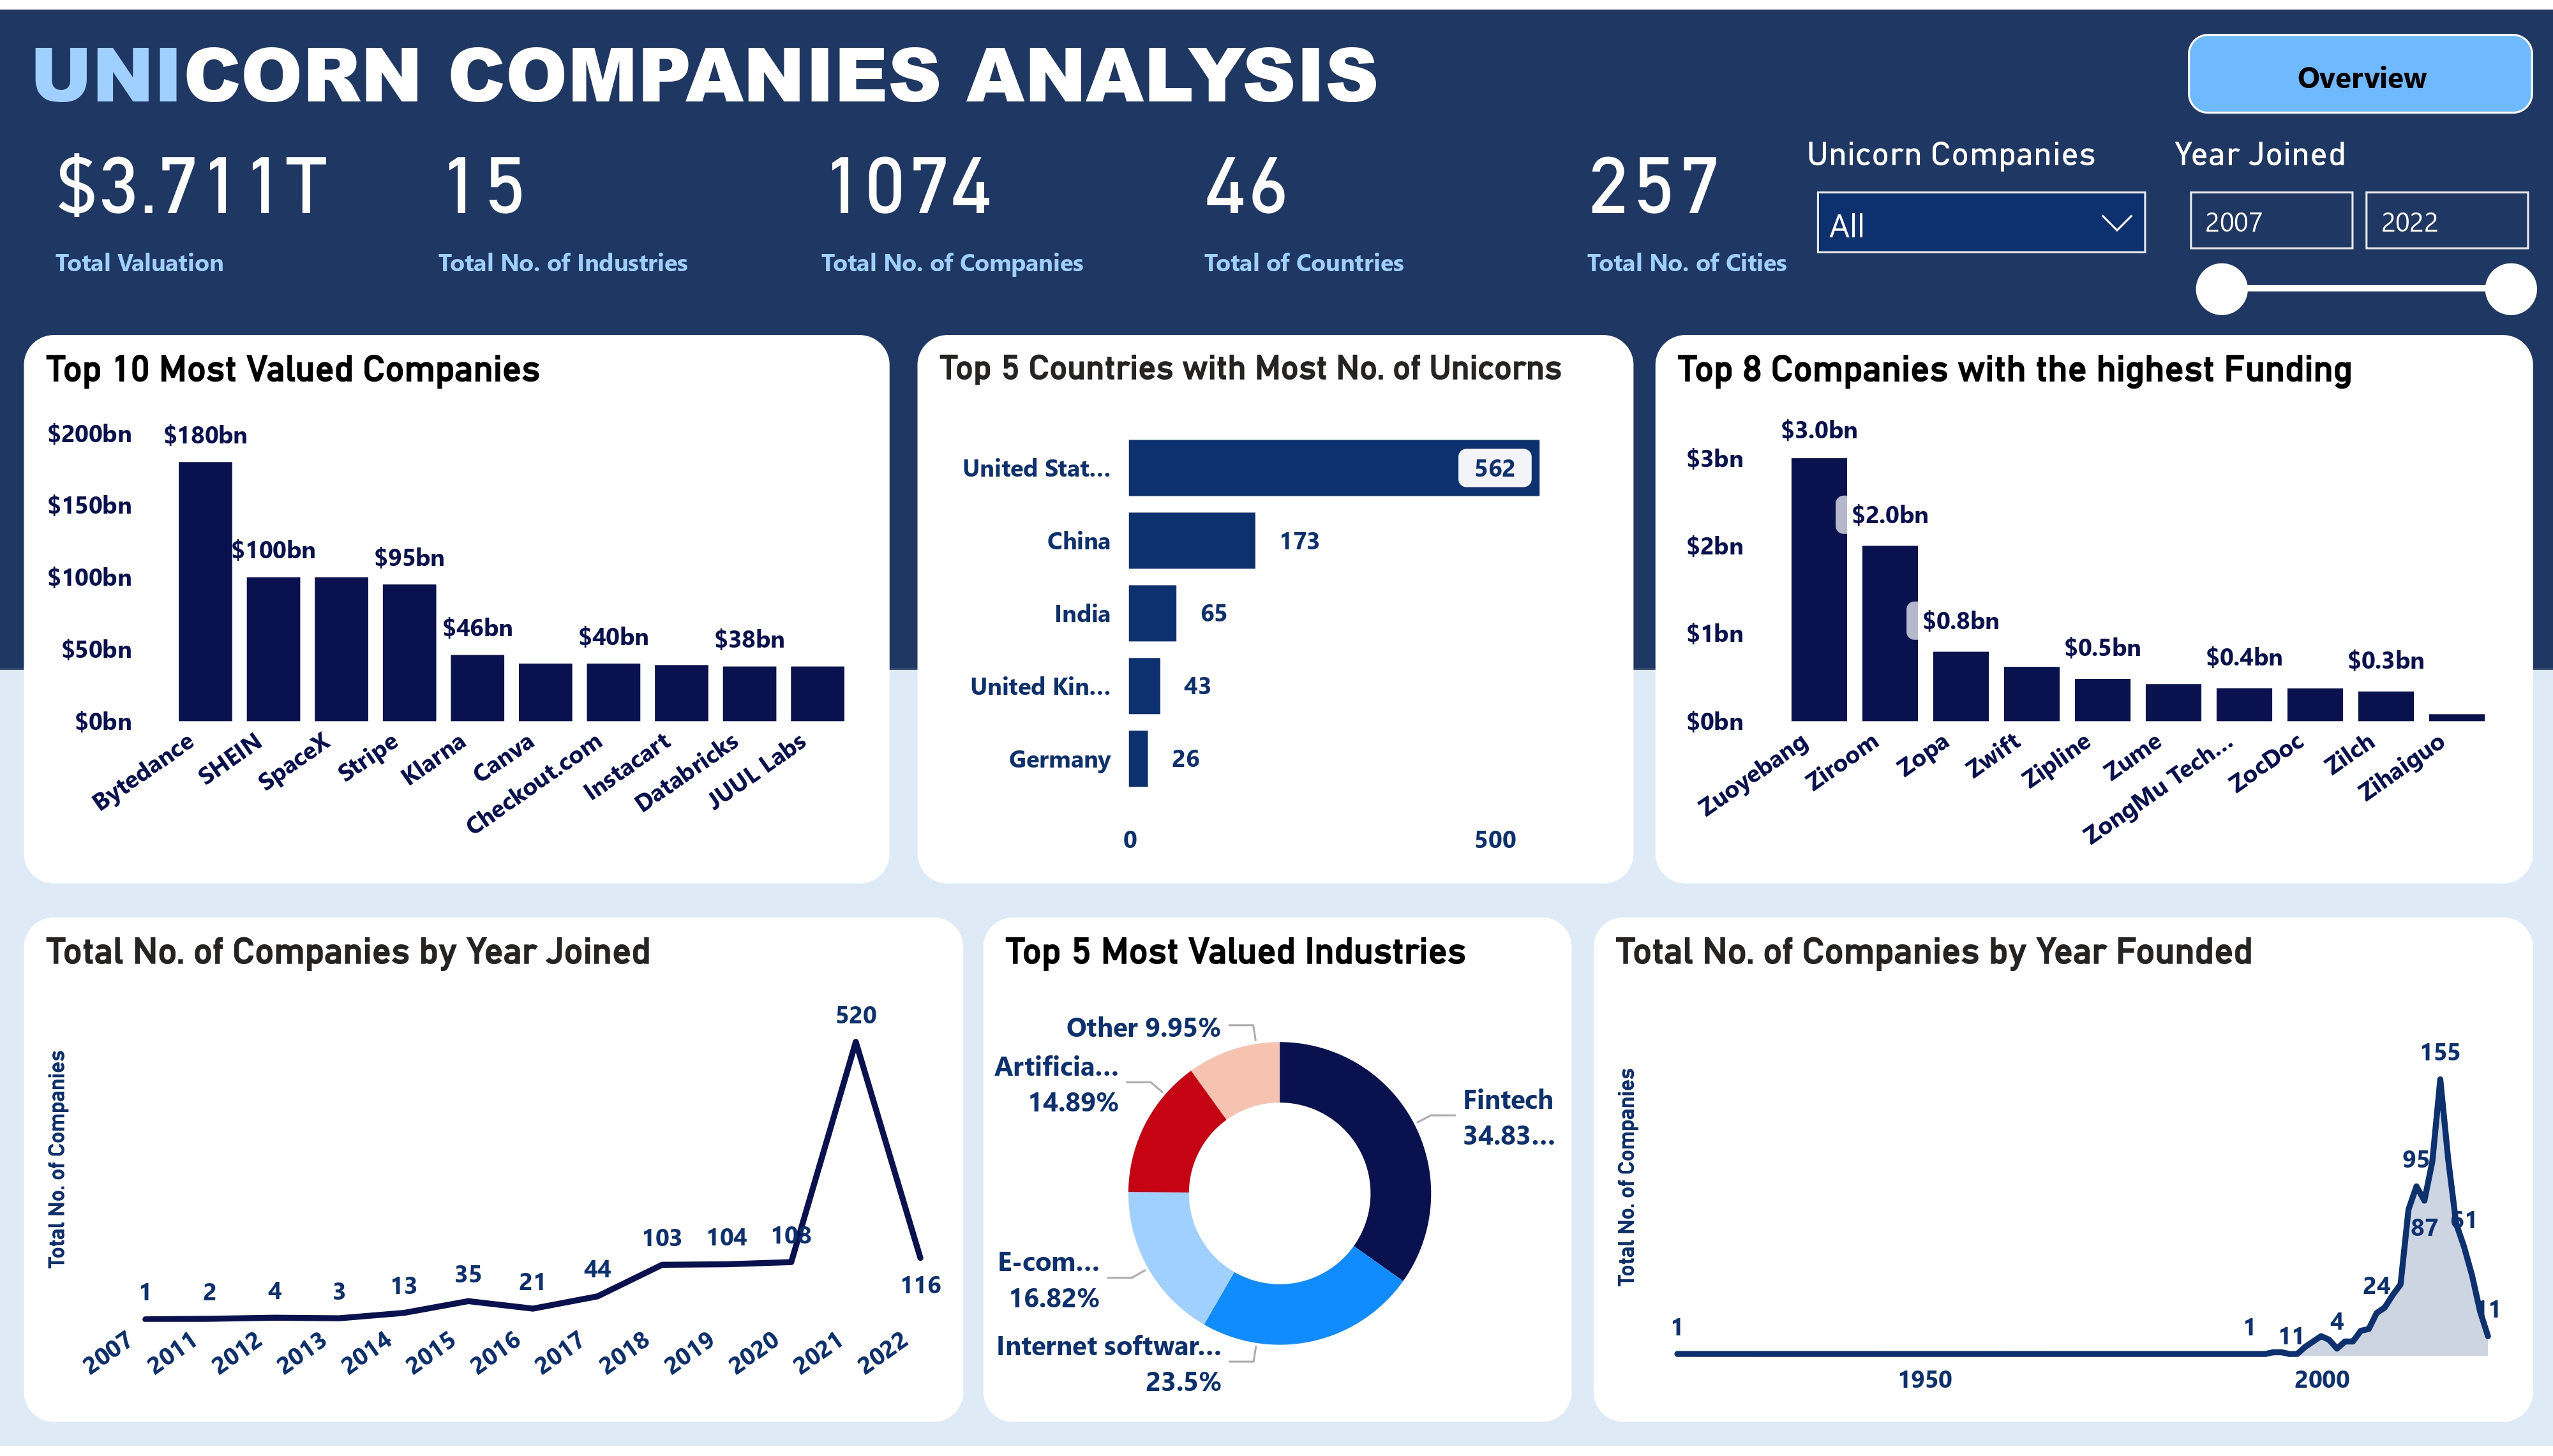 UNICORN COMPANIES ANALYSIS
Overview
$3.711T
Total Valuation
15
Total No. of Industries
1074
Total No. of Companies
46
Total of Countries
257
Total No. of Cities
Unicorn Companies
All
Year Joined
2007
2022
Top 10 Most Valued Companies
$200bn
$150bn
$100bn
$50bn
$0bn
$180bn
$100bn
$95bn
$46bn
$40bn
$38bn
Bytedance
SHEIN
SpaceX
Stripe
Klarna
Canva
Checkout.com
Instacart
Databricks
JUUL Labs
Top 5 Countries with Most No. of Unicorns
United Stat...
562
China
173
India
65
United Kin...
43
Germany
26
0
500
Top 8 Companies with the highest Funding
$3bn
$2bn
$1bn
$0bn
$3.0bn
$2.0bn
$0.8bn
$0.5bn
$0.4bn
$0.3bn
Zuoyebang
Ziroom
Zopa
Zwift
Zipline
Zume
ZongMu Tech...
ZocDoc
Zilch
Zihaiguo
Total No. of Companies by Year Joined
Total No. of Companies
1
2
4
3
13
35
21
44
103
104
108
520
116
2007
2011
2012
2013
2014
2015
2016
2017
2018
2019
2020
2021
2022
Top 5 Most Valued Industries
Other 9.95%
Artificia...
14.89%
E-com...
16.82%
Internet softwar...
23.5%
Fintech
34.83...
Total No. of Companies by Year Founded
Total No. of Companies
1
1
11
4
24
95
87
155
61
11
1950
2000